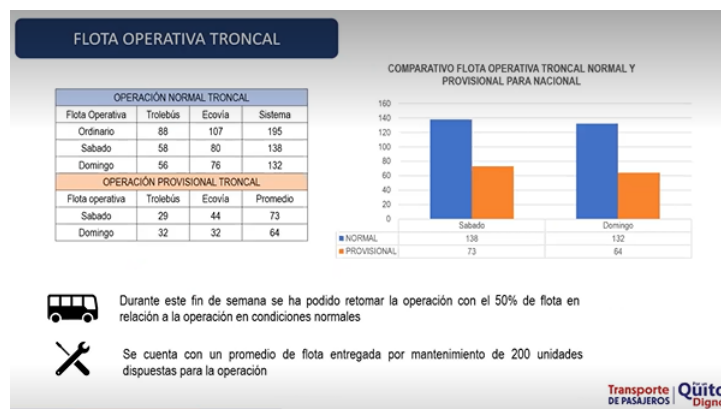 FLOTA OPERATIVA TRONCAL
OPERACIÓN NORMAL TRONCAL
Flota Operativa Trolebús Ecovía Sistema
Ordinario 88 107 195
Sabado 58 80 138
Domingo 56 76 132
OPERACIÓN PROVISIONAL TRONCAL
Flota operativa Trolebús Ecovía Promedio
Sabado 29 44 73
Domingo 32 32 64
COMPARATIVO FLOTA OPERATIVA TRONCAL NORMAL Y
PROVISIONAL PARA NACIONAL
160
140
120
100
80
60
40
20
0
Sabado Domingo
NORMAL 138 132
PROVISIONAL 73 64
Durante este fin de semana se ha podido retomar la operación con el 50% de flota en
relación a la operación en condiciones normales
Se cuenta con un promedio de flota entregada por mantenimiento de 200 unidades
dispuestas para la operación
Transporte
DE PASAJEROS
Por un
Quito
Digno